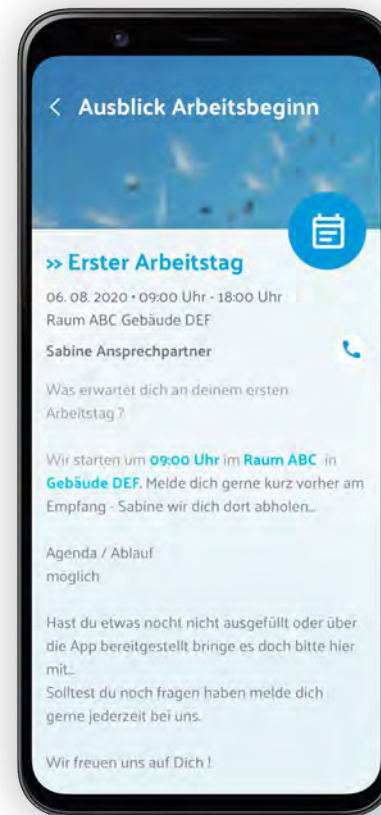 Ausblick Arbeitsbeginn
>> Erster Arbeitstag
06. 08. 2020 • 09:00 Uhr - 18:00 Uhr
Raum ABC Gebäude DEF
Sabine Ansprechpartner
Was erwartet dich an deinem ersten
Arbeitstag ?
Wir starten um 09:00 Uhr im Raum ABC in
Gebäude DEF. Melde dich gerne kurz vorher am
Empfang - Sabine wir dich dort abholen...
Agenda / Ablauf
moglich
Hast du etwas nocht nicht ausgefüllt oder über
die App bereitgestellt bringe es doch bitte hier
mit...
Solltest du noch fragen haben melde dich
gerne jederzeit bei uns.
Wir freuen uns auf Dich !